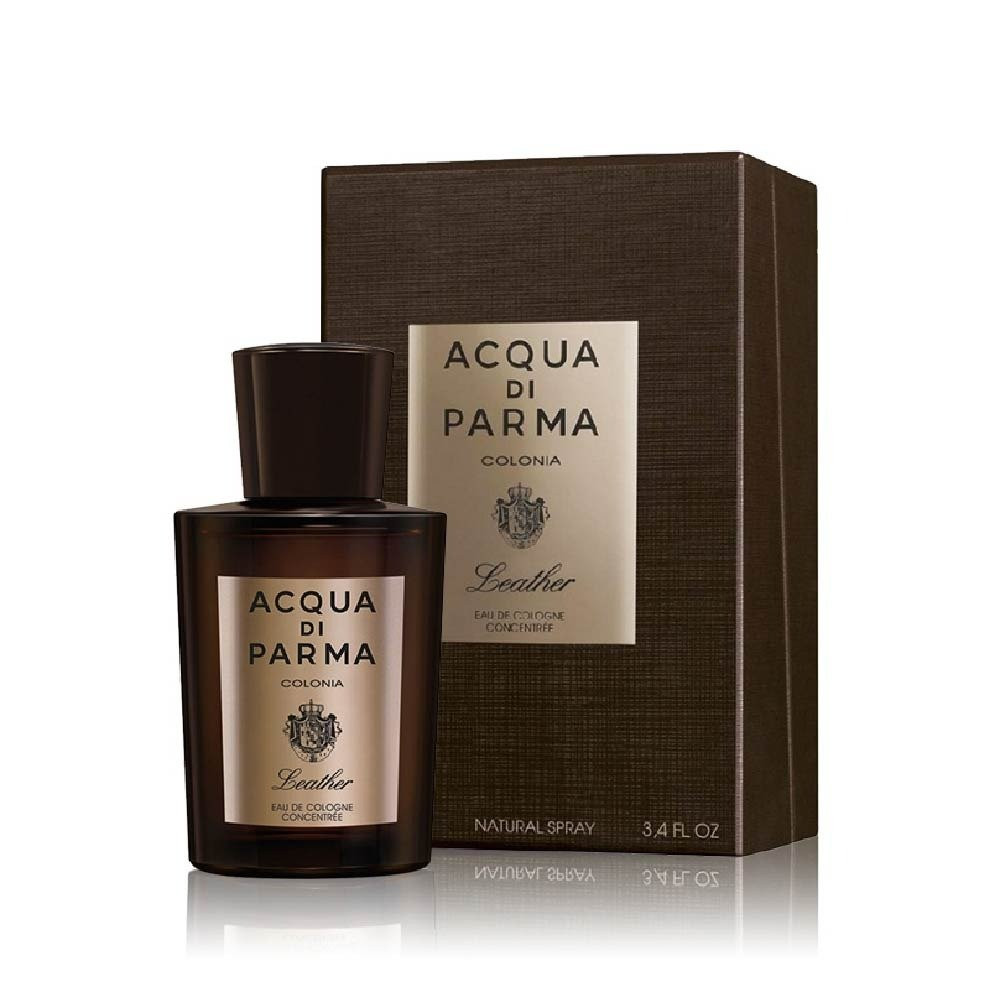 ACQUA
DI
PARMA
COLONIA
Leather
EAU DE COLOGNE
CONCENTRÉE
NATURAL SPRAY 3,4 FL OZ
ACQUA
DI
PARMA
COLONIA
Leather
EAU DE COLOGNE
CONCENTRÉE